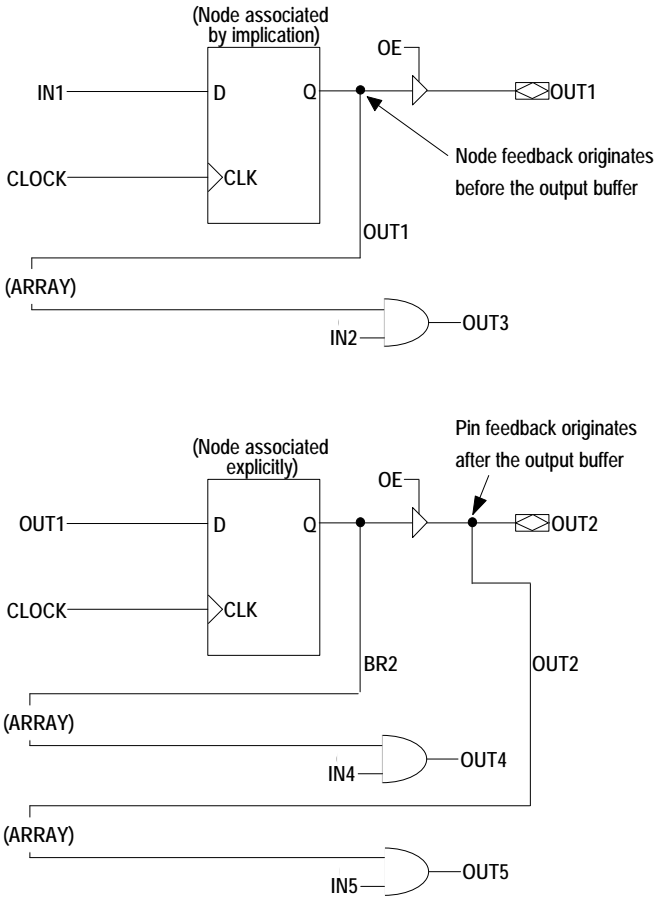 (Node associated
by implication)
OE
IN1
D
Q
OUT1
CLOCK
CLK
Node feedback originates
before the output buffer
OUT1
(ARRAY)
IN2
OUT3
Pin feedback originates
after the output buffer
(Node associated
explicitly)
OE
OUT1
D
Q
OUT2
CLOCK
CLK
BR2
OUT2
(ARRAY)
IN4
OUT4
(ARRAY)
IN5
OUT5